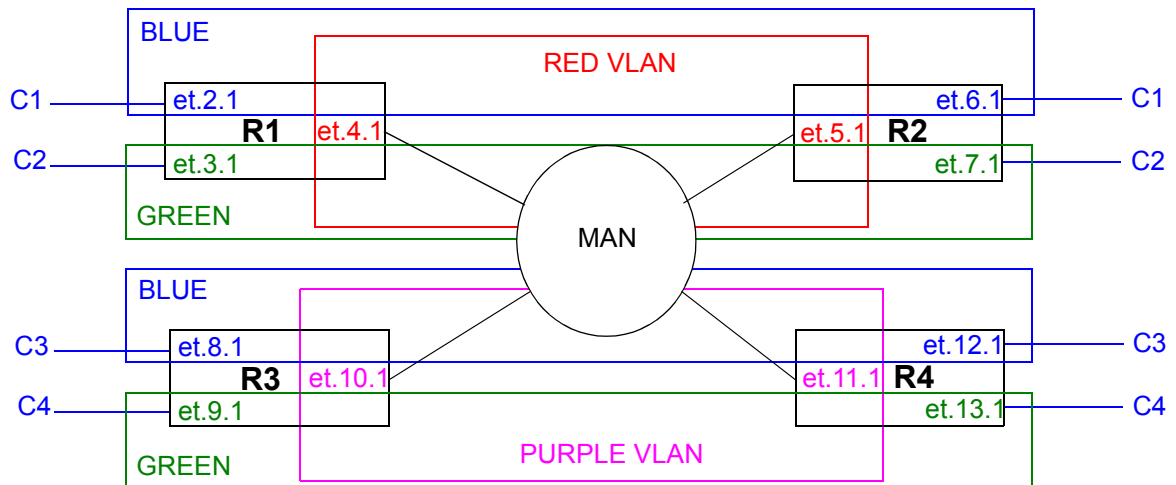 BLUE
RED VLAN
C1
et.2.1
et.6.1
C1
R1
et.4.1
et.5.1
R2
C2
et.3.1
et.7.1
C2
GREEN
MAN
BLUE
C3
et.8.1
et.12.1
C3
R3
et.10.1
et.11.1
R4
C4
et.9.1
et.13.1
C4
GREEN
PURPLE VLAN